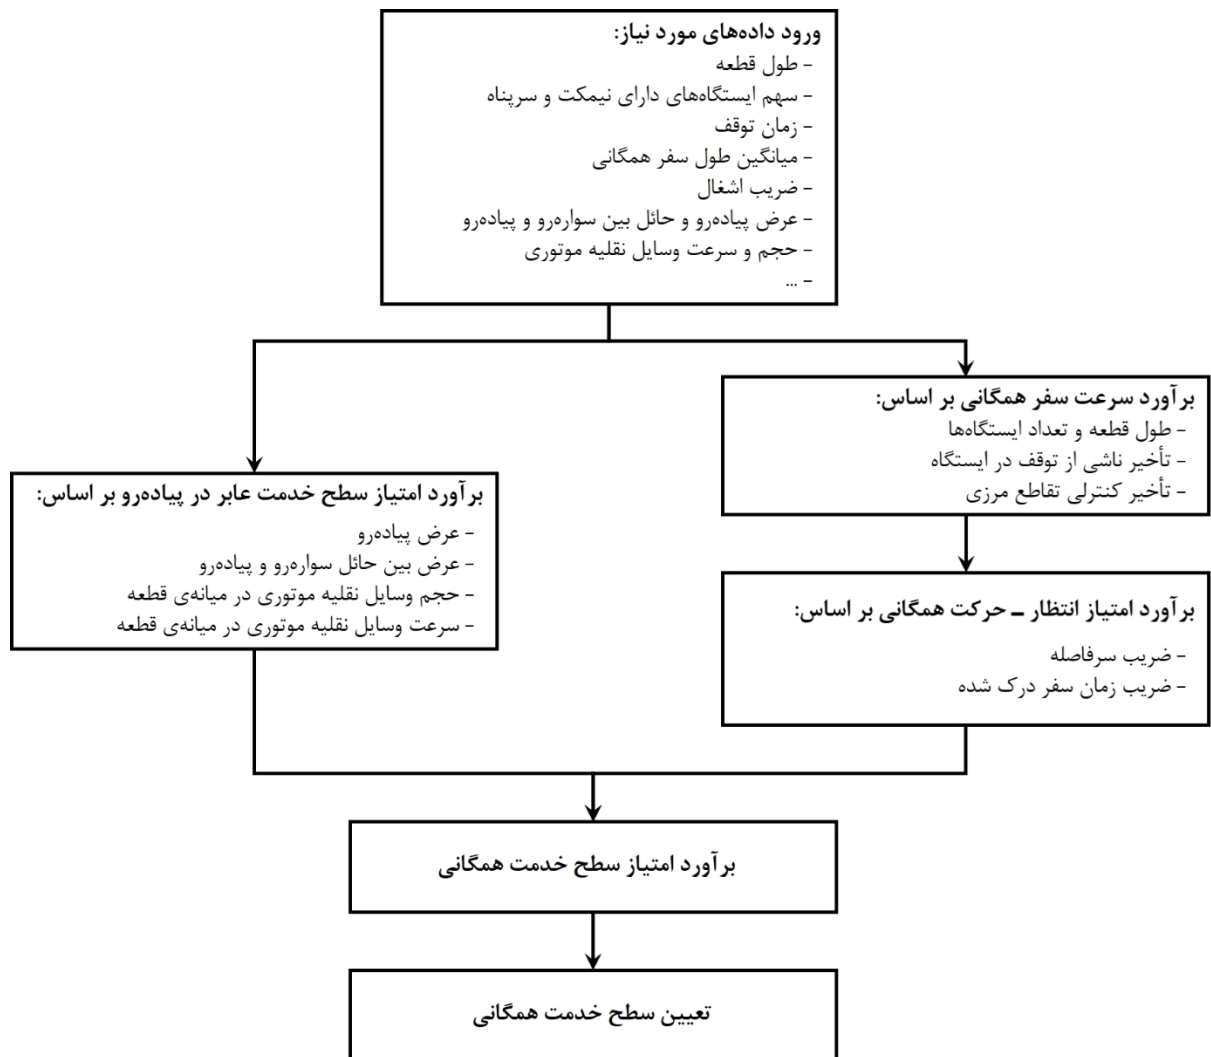 ورود داده‌های مورد نیاز:
- طول قطعه
- سهم ایستگاه‌های دارای نیمکت و سرپناه
- زمان توقف
- میانگین طول سفر همگانی
- ضریب اشغال
- عرض پیاده‌رو و حائل بین سواره‌رو و پیاده‌رو
- حجم و سرعت وسایل نقلیه موتوری
- ...
برآورد سرعت سفر همگانی بر اساس:
- طول قطعه و تعداد ایستگاه‌ها
- تأخیر ناشی از توقف در ایستگاه
- تأخیر کنترلی تقاطع مرزی
برآورد امتیاز سطح خدمت عابر در پیاده‌رو بر اساس:
- عرض پیاده‌رو
- عرض بین حائل سواره‌رو و پیاده‌رو
- حجم وسایل نقلیه موتوری در میانه‌ی قطعه
- سرعت وسایل نقلیه موتوری در میانه‌ی قطعه
برآورد امتیاز انتظار – حرکت همگانی بر اساس:
- ضریب سرفاصله
- ضریب زمان سفر درک شده
برآورد امتیاز سطح خدمت همگانی
تعیین سطح خدمت همگانی